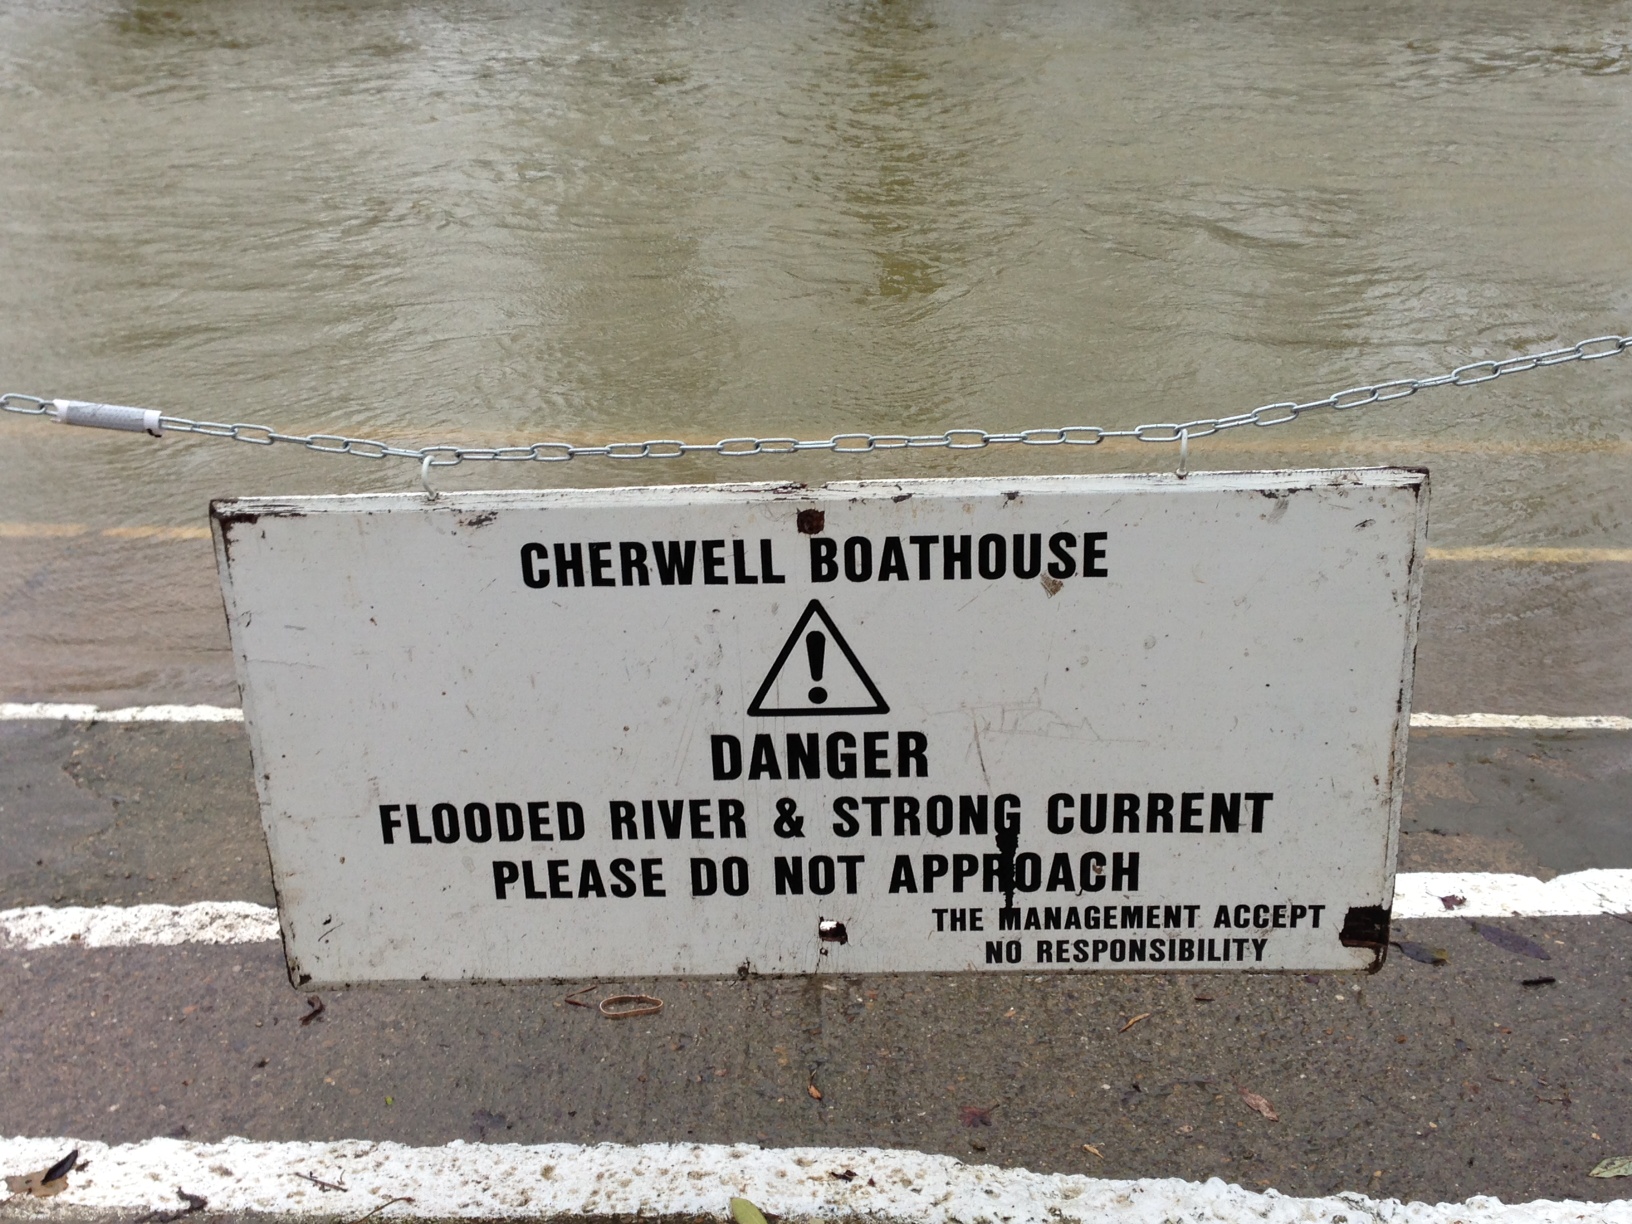 CHERWELL BOATHOUSE
DANGER
FLOODED RIVER & STRONG CURRENT
PLEASE DO NOT APPROACH
THE MANAGEMENT ACCEPT
NO RESPONSIBILITY